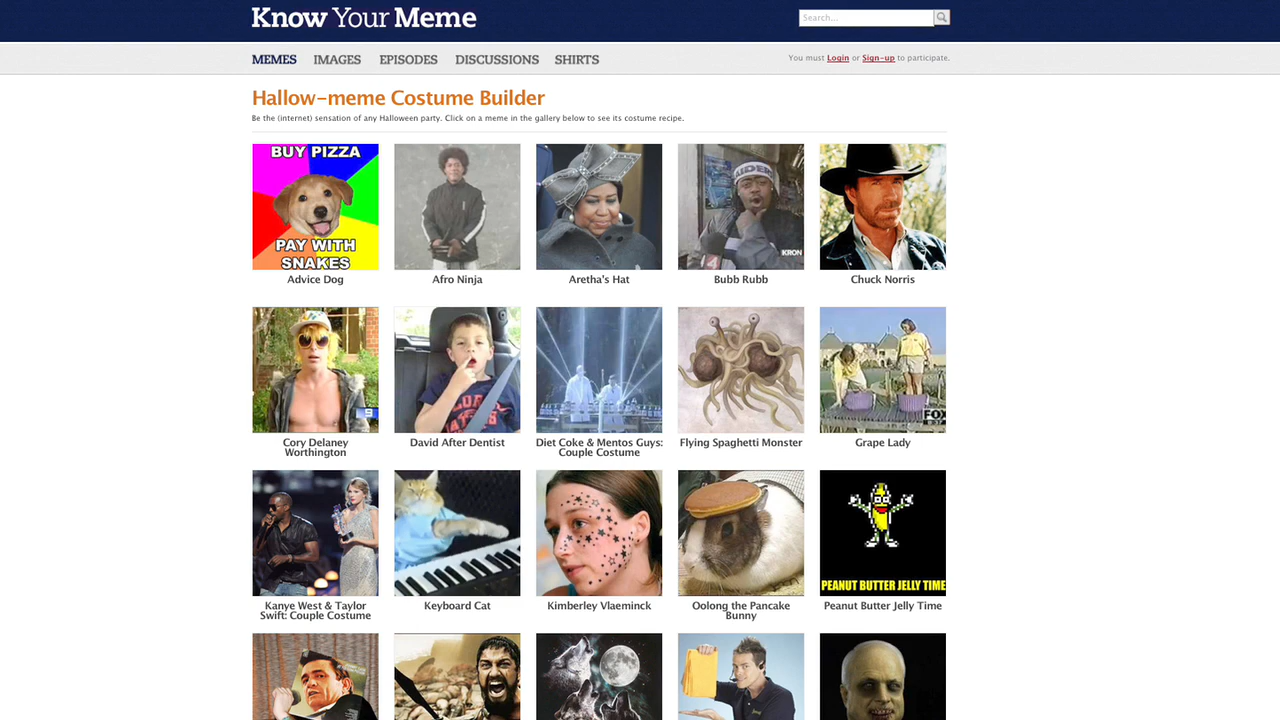 Know Your Meme
Search...
MEMES IMAGES EPISODES DISCUSSIONS SHIRTS
You must Login or Sign-up to participate.
Hallow-meme Costume Builder
Be the (internet) sensation of any Halloween party. Click on a meme in the gallery below to see its costume recipe.
BUY PIZZA
PAY WITH
SNAKES
KRON
4
Advice Dog
Afro Ninja
Aretha's Hat
Bubb Rubb
Chuck Norris
9
FOX
Cory Delaney
Worthington
David After Dentist
Diet Coke & Mentos Guys:
Couple Costume
Flying Spaghetti Monster
Grape Lady
PEANUT BUTTER JELLY TIME
Kanye West & Taylor
Swift: Couple Costume
Keyboard Cat
Kimberley Vlaeminck
Oolong the Pancake
Bunny
Peanut Butter Jelly Time